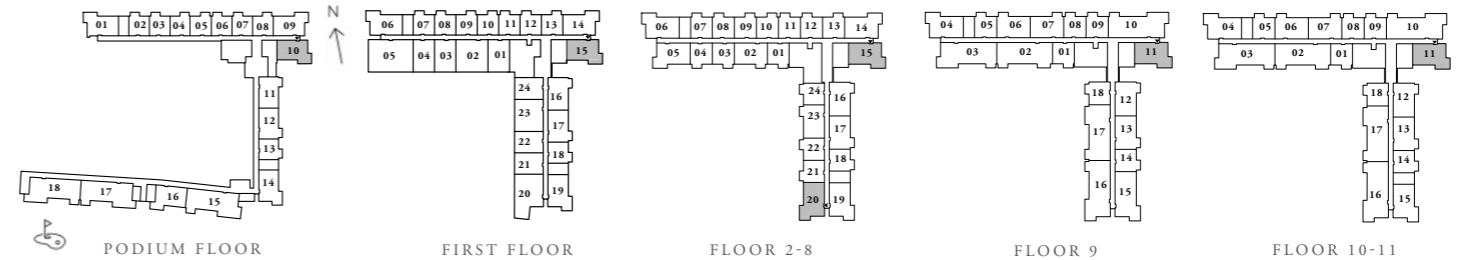 01 02 03 04 05 06 07 08 09
10
11
12
13
14
18 17 16 15
PODIUM FLOOR
N
06 07 08 09 10 11 12 13 14
05 04 03 02 01 15
24 16
23
17
22
18
21
20 19
FIRST FLOOR
06 07 08 09 10 11 12 13 14
05 04 03 02 01 15
24 16
23
17
22
18
21
20 19
FLOOR 2-8
04 05 06 07 08 09 10
03 02 01 11
18 12
17 13
14
16 15
FLOOR 9
04 05 06 07 08 09 10
03 02 01 11
18 12
17 13
14
16 15
FLOOR 10-11